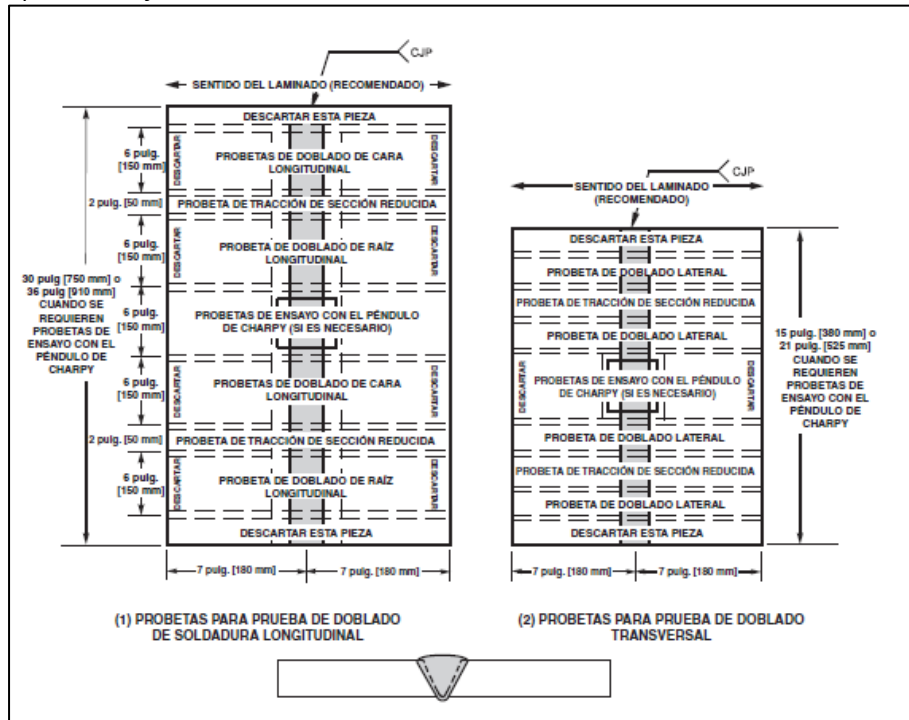 CJP
SENTIDO DEL LAMINADO (RECOMENDADO)
DESCARTAR ESTA PIEZA
6 pulg.
[150 mm]
DESCARTAR
PROBETAS DE DOBLADO DE CARA
LONGITUDINAL
DESCARTAR
2 pulg. [50 mm]
PROBETA DE TRACCIÓN DE SECCIÓN REDUCIDA
6 pulg.
[150 mm]
DESCARTAR
PROBETA DE DOBLADO DE RAÍZ
LONGITUDINAL
DESCARTAR
30 pulg [750 mm] o
36 pulg [910 mm]
CUANDO SE
REQUIEREN
PROBETAS DE
ENSAYO CON EL
PÉNDULO DE
CHARPY
6 pulg.
[150 mm]
PROBETAS DE ENSAYO CON EL PÉNDULO
DE CHARPY (SI ES NECESARIO)
6 pulg.
[150 mm]
DESCARTAR
PROBETAS DE DOBLADO DE CARA
LONGITUDINAL
DESCARTAR
2 pulg. [50 mm]
PROBETA DE TRACCIÓN DE SECCIÓN REDUCIDA
6 pulg.
[150 mm]
DESCARTAR
PROBETA DE DOBLADO DE RAÍZ
LONGITUDINAL
DESCARTAR
DESCARTAR ESTA PIEZA
7 pulg. [180 mm]
7 pulg. [180 mm]
(1) PROBETAS PARA PRUEBA DE DOBLADO
DE SOLDADURA LONGITUDINAL
CJP
SENTIDO DEL LAMINADO
(RECOMENDADO)
DESCARTAR ESTA PIEZA
PROBETA DE DOBLADO LATERAL
PROBETA DE TRACCIÓN DE SECCIÓN REDUCIDA
PROBETA DE DOBLADO LATERAL
DESCARTAR
PROBETAS DE ENSAYO CON EL PÉNDULO
DE CHARPY (SI ES NECESARIO)
DESCARTAR
PROBETA DE DOBLADO LATERAL
PROBETA DE TRACCIÓN DE SECCIÓN REDUCIDA
PROBETA DE DOBLADO LATERAL
DESCARTAR ESTA PIEZA
15 pulg. [380 mm] o
21 pulg. [525 mm]
CUANDO SE
REQUIEREN
PROBETAS DE
ENSAYO CON EL
PÉNDULO DE
CHARPY
7 pulg. [180 mm]
7 pulg. [180 mm]
(2) PROBETAS PARA PRUEBA DE DOBLADO
TRANSVERSAL